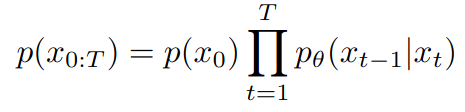 $p(x_{0:T}) = p(x_0) \prod_{t=1}^{T} p_\theta(x_{t-1}|x_t)$